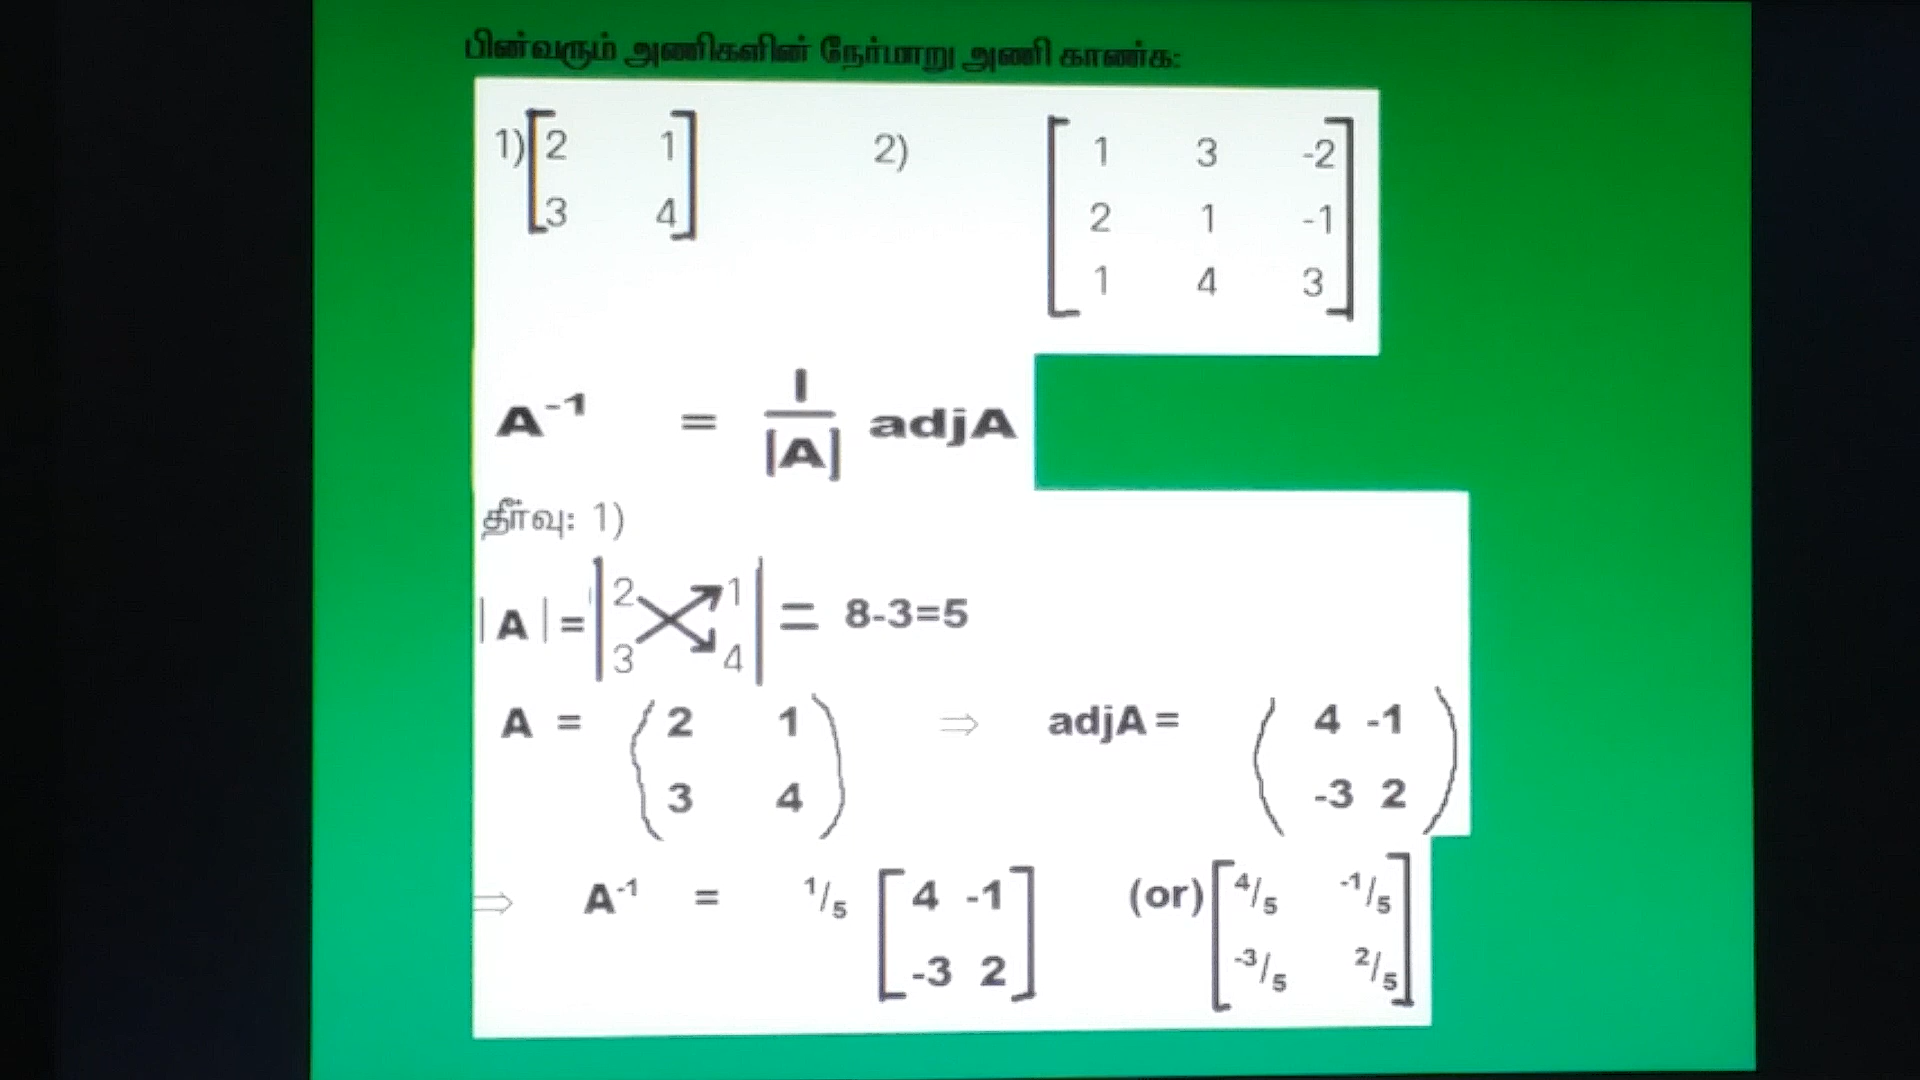 பின்வரும் அணிகளின் நேர்மாறு அணி காண்க:
1) [2 1] 2) [1 3 -2]
[3 4] [2 1 -1]
[1 4 3]
A⁻¹ = 1/|A| adjA
தீர்வு: 1)
|A| = |2 1| = 8-3=5
|3 4|
A = (2 1) ⇒ adjA = (4 -1)
(3 4) (-3 2)
⇒ A⁻¹ = 1/5 [4 -1] (or) [4/5 -1/5]
[-3 2] [-3/5 2/5]